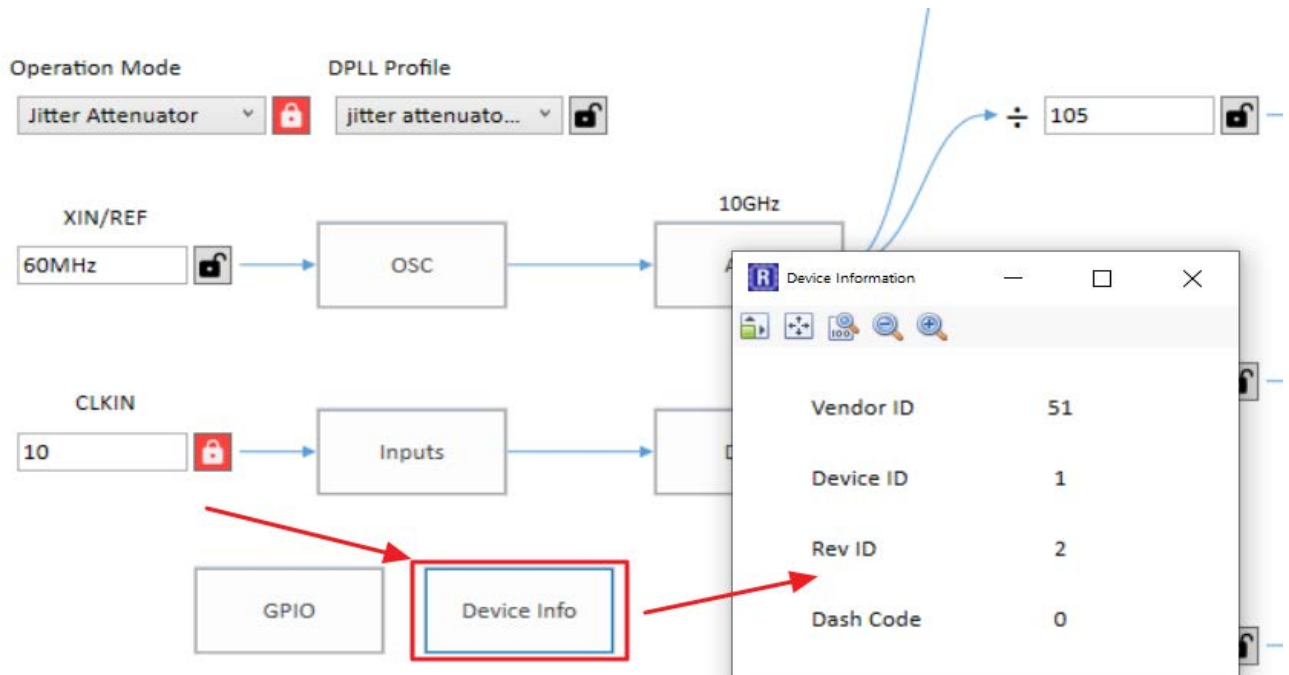 Operation Mode
DPLL Profile
Jitter Attenuator
jitter attenuato...
÷ 105
XIN/REF
10GHz
60MHz
OSC
Device Information
CLKIN
10
Inputs
Vendor ID 51
Device ID 1
Rev ID 2
Dash Code 0
GPIO
Device Info